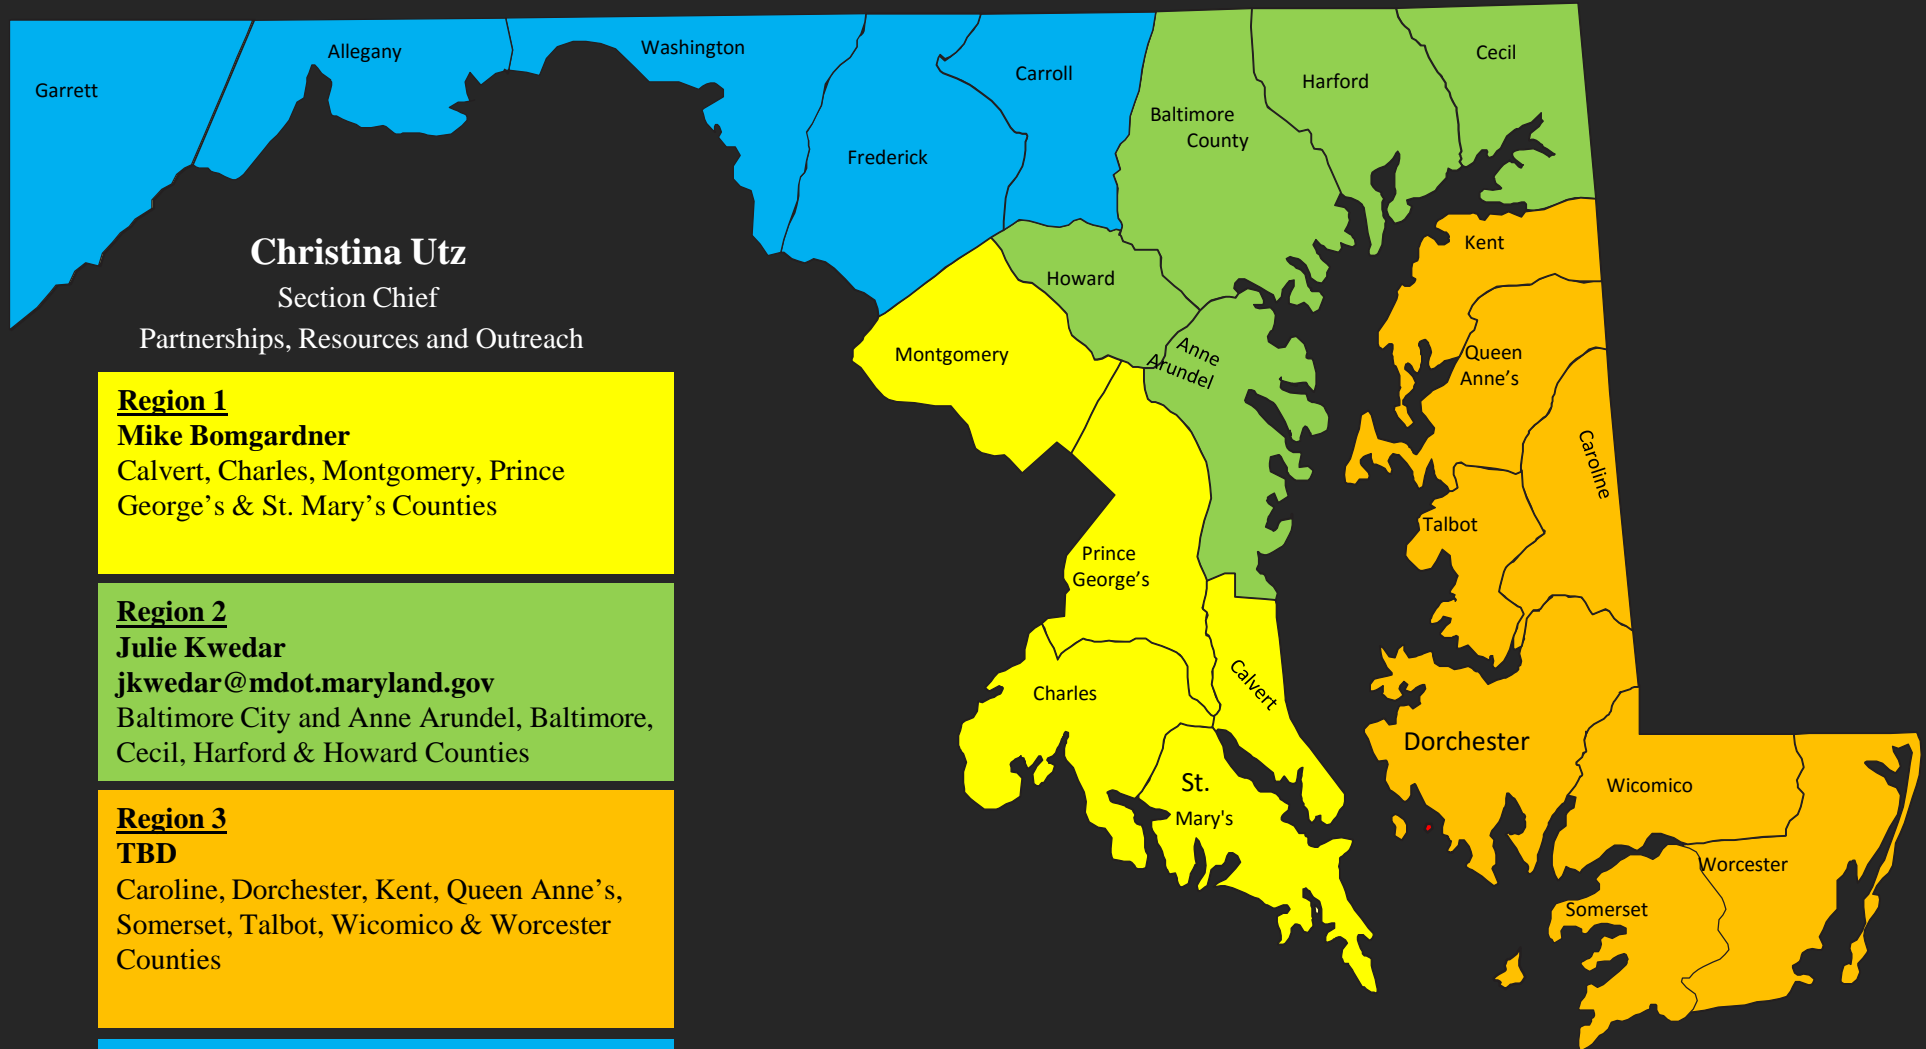 Garrett
Allegany
Washington
Frederick
Carroll
Baltimore
County
Harford
Cecil
Kent
Howard
Montgomery
Anne
Arundel
Queen
Anne’s
Caroline
Talbot
Prince
George’s
Charles
Calvert
St.
Mary's
Dorchester
Wicomico
Worcester
Somerset
Christina Utz
Section Chief
Partnerships, Resources and Outreach
Region 1
Mike Bomgardner
Calvert, Charles, Montgomery, Prince
George’s & St. Mary’s Counties
Region 2
Julie Kwedar
jkwedar@mdot.maryland.gov
Baltimore City and Anne Arundel, Baltimore,
Cecil, Harford & Howard Counties
Region 3
TBD
Caroline, Dorchester, Kent, Queen Anne’s,
Somerset, Talbot, Wicomico & Worcester
Counties